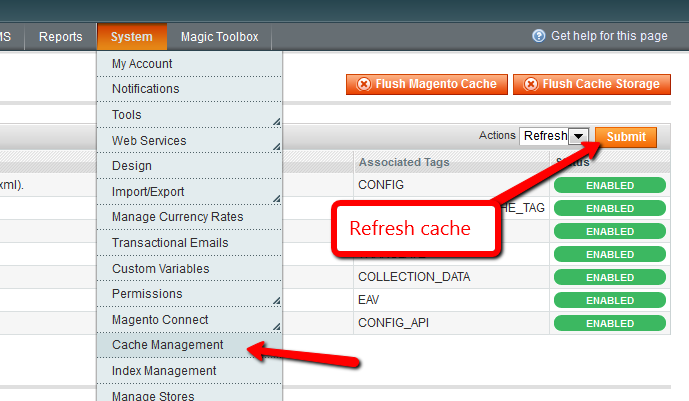 MS Reports System Magic Toolbox Get help for this page
My Account
Notifications
Flush Magento Cache Flush Cache Storage
Tools
Actions Refresh Submit
Web Services
Design
Associated Tags Status
Import/Export
xml). CONFIG ENABLED
Manage Currency Rates
HE_TAG ENABLED
Transactional Emails
Refresh cache
ENABLED
Custom Variables
ENABLED
COLLECTION_DATA ENABLED
Permissions
EAV ENABLED
Magento Connect
CONFIG_API ENABLED
Cache Management
Index Management
Manage Stores